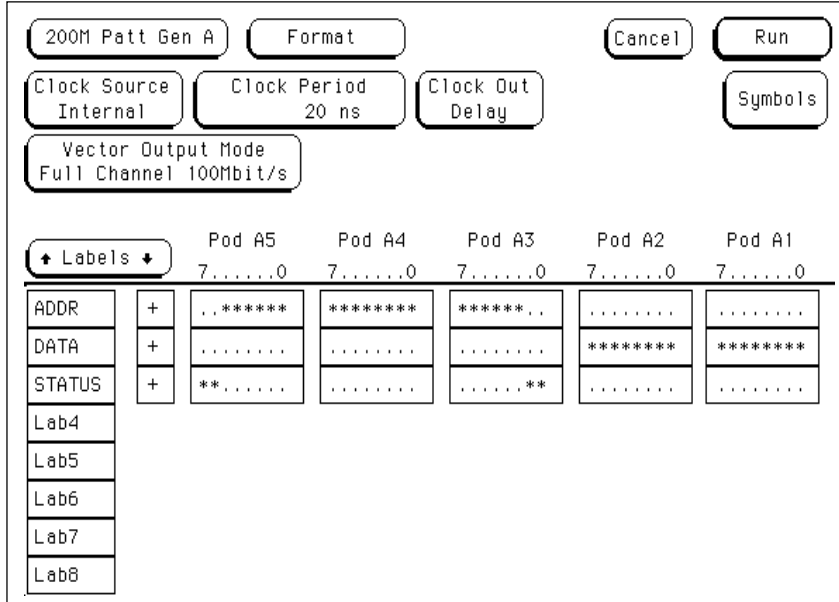 200M Patt Gen A Format Cancel Run
Clock Source Clock Period Clock Out Symbols
Internal 20 ns Delay
Vector Output Mode
Full Channel 100Mbit/s
Pod A5 Pod A4 Pod A3 Pod A2 Pod A1
↑ Labels ↓
7......0 7......0 7......0 7......0 7......0
ADDR + ..****** ******** ******.. ........ ........
DATA + ........ ........ ........ ******** ********
STATUS + **...... ........ ......** ........ ........
Lab4
Lab5
Lab6
Lab7
Lab8